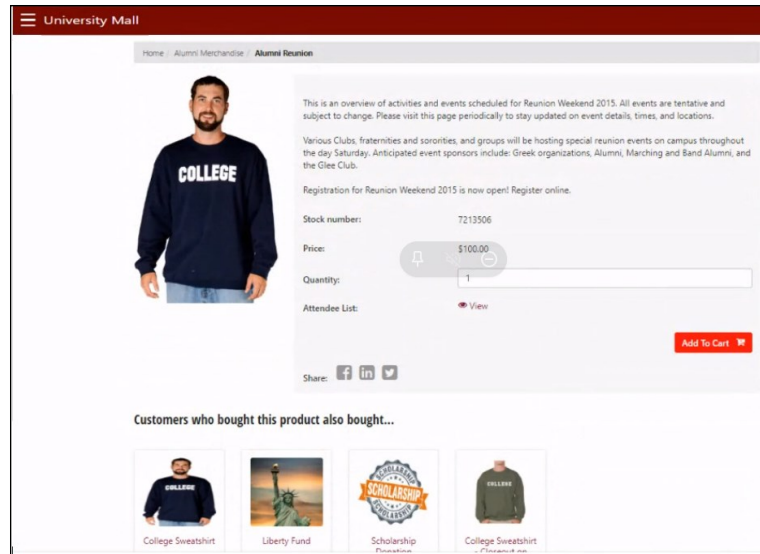 University Mall
Home / Alumni Merchandise / Alumni Reunion
This is an overview of activities and events scheduled for Reunion Weekend 2015. All events are tentative and
subject to change. Please visit this page periodically to stay updated on event details, times, and locations.
Various Clubs, fraternities and sororities, and groups will be hosting special reunion events on campus throughout
the day Saturday. Anticipated event sponsors include: Greek organizations, Alumni, Marching and Band Alumni, and
the Glee Club.
Registration for Reunion Weekend 2015 is now open! Register online.
COLLEGE
Stock number: 7213506
Price: $100.00
Quantity: 1
Attendee List: View
Add To Cart
Share:
Customers who bought this product also bought...
COLLEGE
SCHOLARSHIP
SCHOLARSHIP
SCHOLARSHIP
COLLEGE
College Sweatshirt
Liberty Fund
Scholarship
Donation
College Sweatshirt
- Closeout on